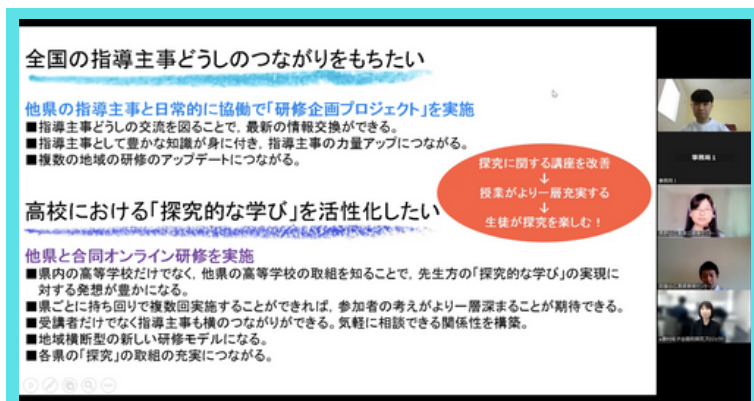 全国の指導主事どうしのつながりをもちたい
他県の指導主事と日常的に協働で「研修企画プロジェクト」を実施
■指導主事どうしの交流を図ることで，最新の情報交換ができる。
■指導主事として豊かな知識が身に付き，指導主事の力量アップにつながる。
■複数の地域の研修のアップデートにつながる。
探究に関する講座を改善
↓
授業がより一層充実する
↓
生徒が探究を楽しむ！
高校における「探究的な学び」を活性化したい
他県と合同オンライン研修を実施
■県内の高等学校だけでなく，他県の高等学校の取組を知ることで，先生方の「探究的な学び」の実現に
対する発想が豊かになる。
■県ごとに持ち回りで複数回実施することができれば，参加者の考えがより一層深まることが期待できる。
■受講者だけでなく指導主事も横のつながりができる。気軽に相談できる関係性を構築。
■地域横断型の新しい研修モデルになる。
■各県の「探究」の取組の充実につながる。
事務局1
事務局1